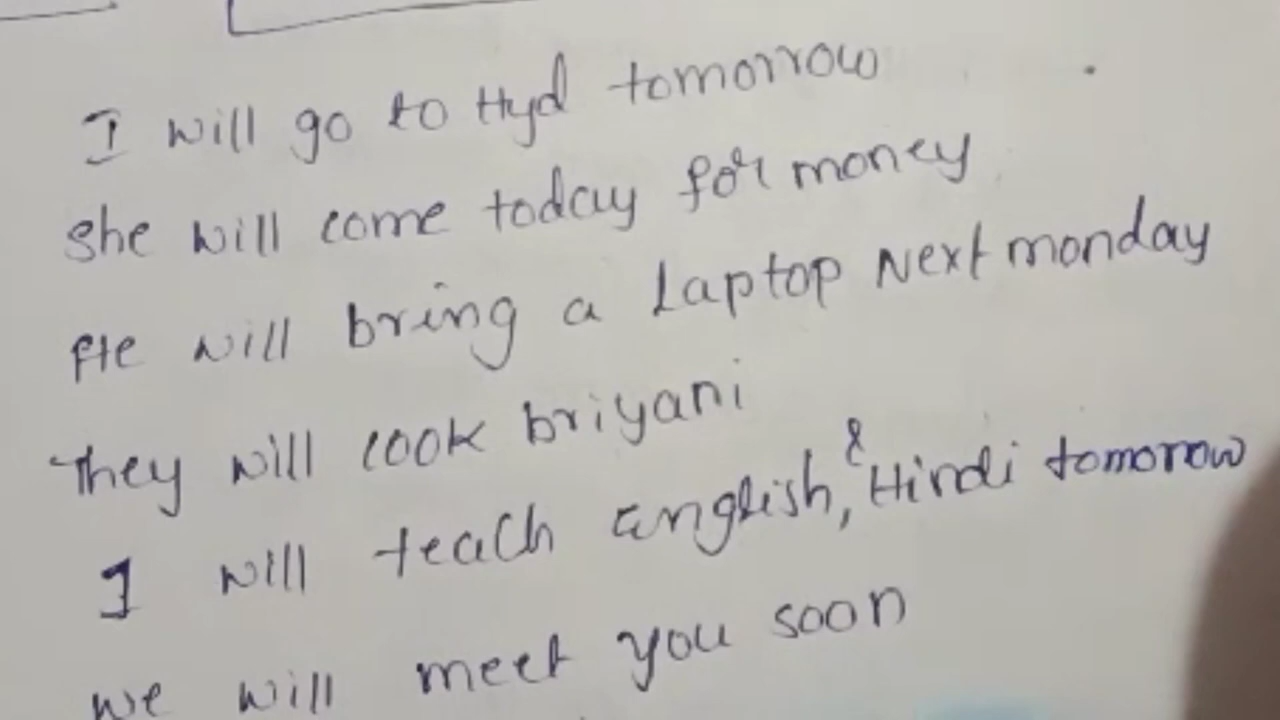 I will go to Hyd tomorrow
She will come today for money
He will bring a Laptop Next monday
They will cook briyani
I will teach English, & Hindi tomorow
we will meet you soon